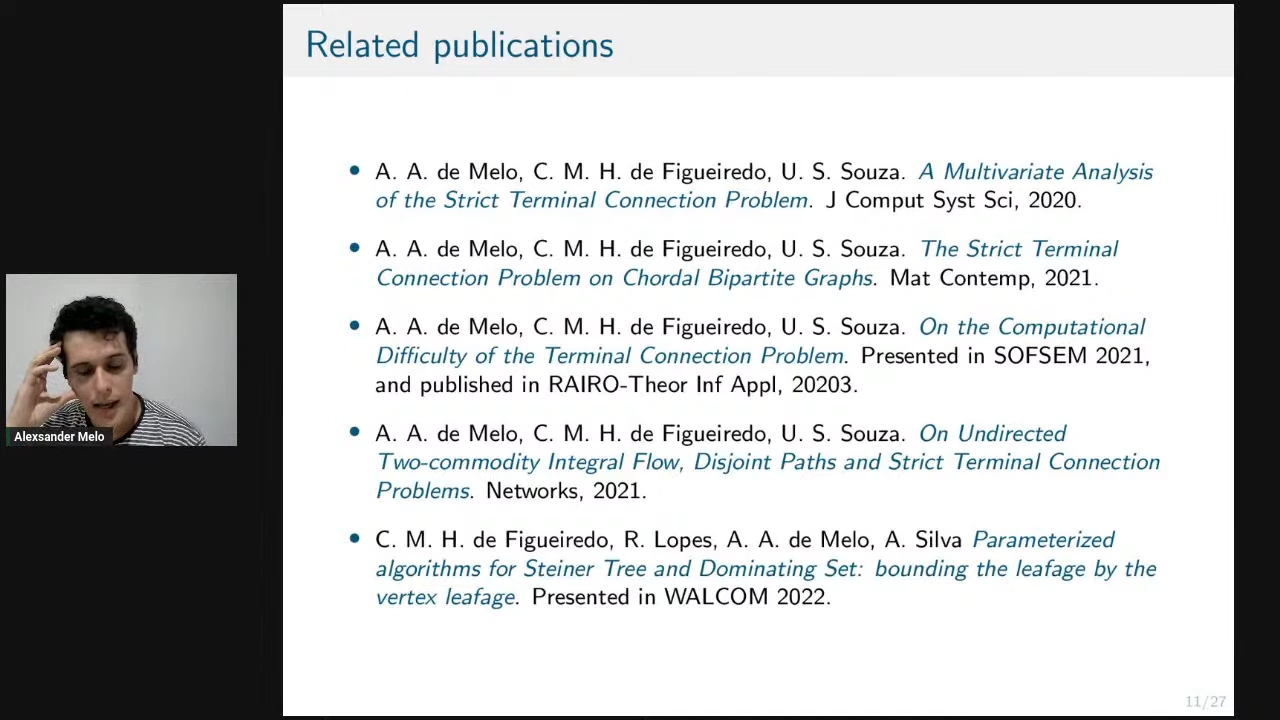 Related publications
• A. A. de Melo, C. M. H. de Figueiredo, U. S. Souza. A Multivariate Analysis
of the Strict Terminal Connection Problem. J Comput Syst Sci, 2020.
• A. A. de Melo, C. M. H. de Figueiredo, U. S. Souza. The Strict Terminal
Connection Problem on Chordal Bipartite Graphs. Mat Contemp, 2021.
• A. A. de Melo, C. M. H. de Figueiredo, U. S. Souza. On the Computational
Difficulty of the Terminal Connection Problem. Presented in SOFSEM 2021,
and published in RAIRO-Theor Inf Appl, 20203.
• A. A. de Melo, C. M. H. de Figueiredo, U. S. Souza. On Undirected
Two-commodity Integral Flow, Disjoint Paths and Strict Terminal Connection
Problems. Networks, 2021.
• C. M. H. de Figueiredo, R. Lopes, A. A. de Melo, A. Silva Parameterized
algorithms for Steiner Tree and Dominating Set: bounding the leafage by the
vertex leafage. Presented in WALCOM 2022.
Alexsander Melo
11/27